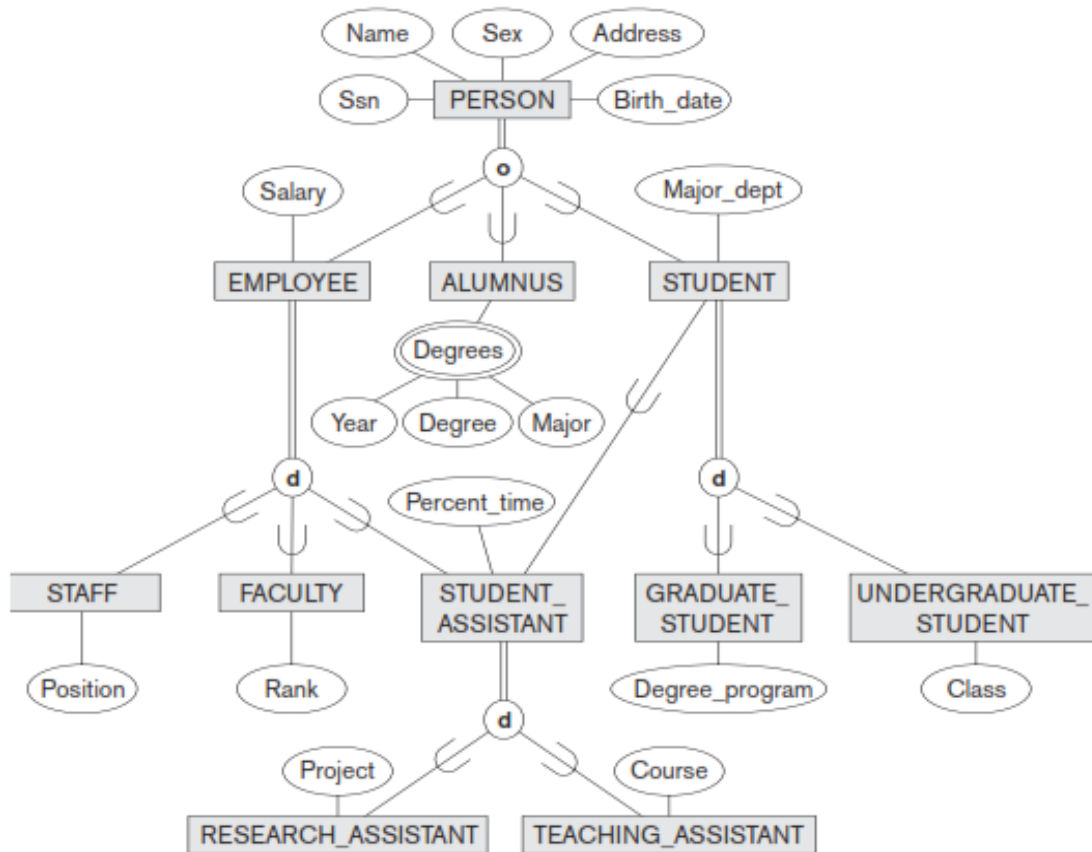 Name
Sex
Address
Ssn
PERSON
Birth_date
o
Salary
Major_dept
EMPLOYEE
ALUMNUS
STUDENT
Degrees
Year
Degree
Major
d
d
Percent_time
STAFF
FACULTY
STUDENT_
ASSISTANT
GRADUATE_
STUDENT
UNDERGRADUATE_
STUDENT
Position
Rank
Degree_program
Class
d
Project
Course
RESEARCH_ASSISTANT
TEACHING_ASSISTANT